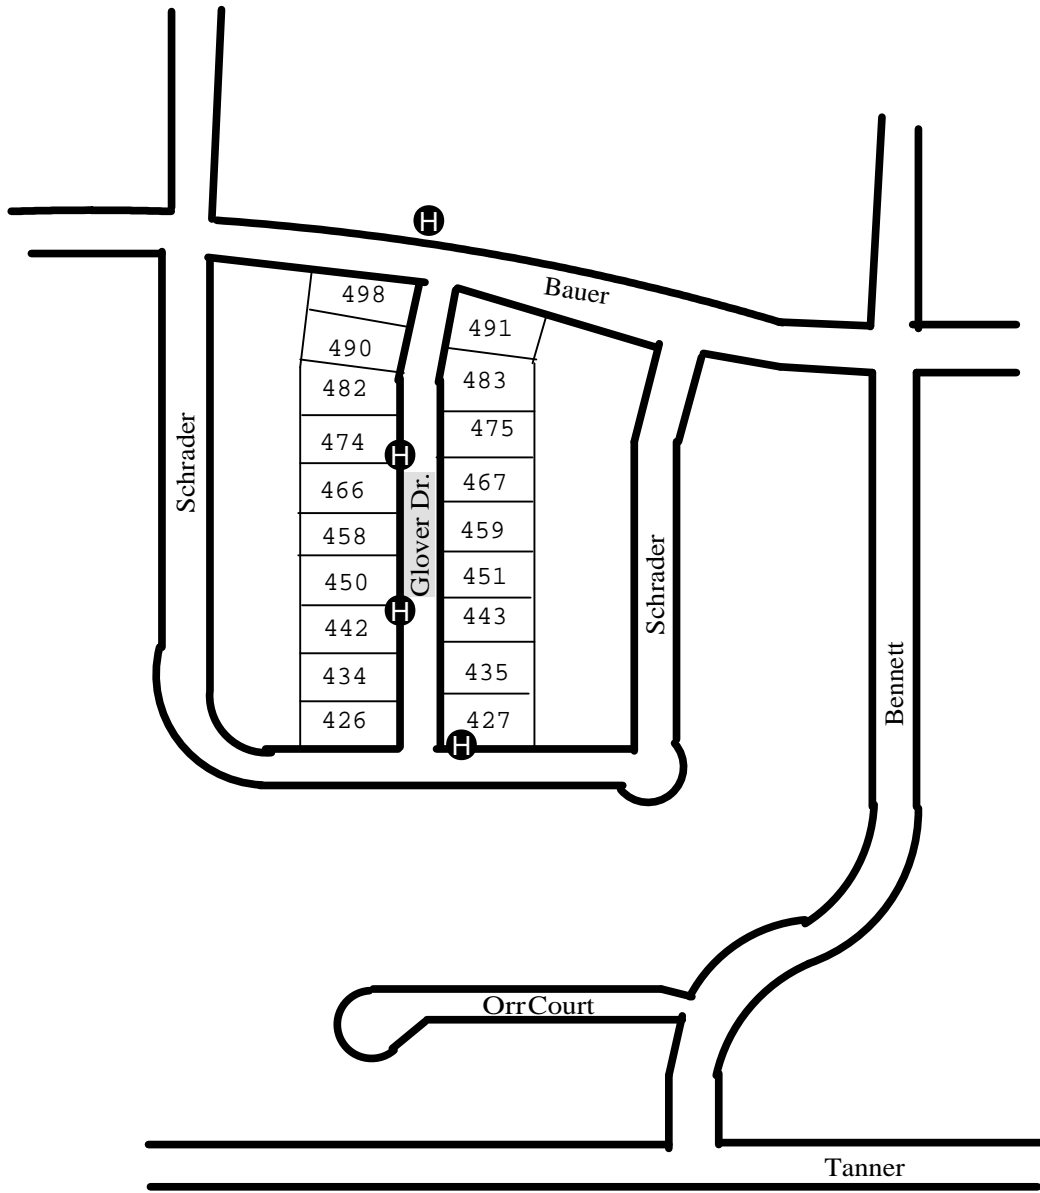 H
Bauer
498
491
490
483
482
475
474
H
Schrader
467
466
Glover Dr.
459
458
451
450
Schrader
H
443
442
435
434
Bennett
427
426
H
Orr Court
Tanner